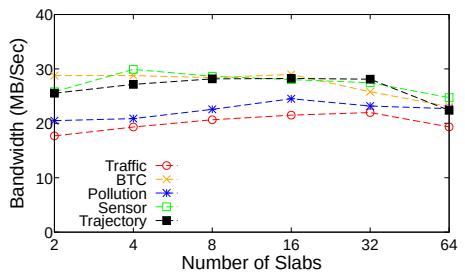 40
30
20
10
0
Bandwidth (MB/Sec)
Traffic
BTC
Pollution
Sensor
Trajectory
2 4 8 16 32 64
Number of Slabs